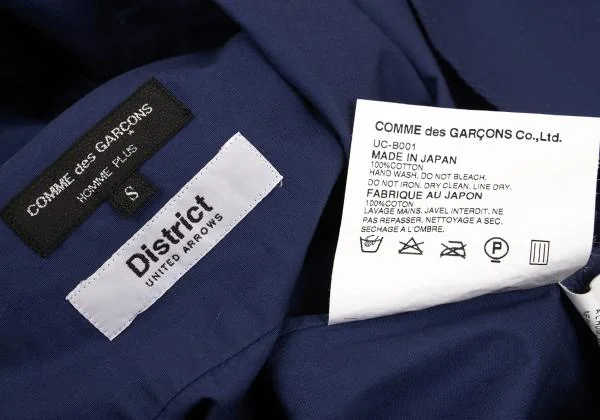 COMME des GARÇONS
HOMME PLUS
S
District
UNITED ARROWS
COMME des GARÇONS Co.,Ltd.
UC-B001
MADE IN JAPAN
100%COTTON
HAND WASH. DO NOT BLEACH.
DO NOT IRON. DRY CLEAN. LINE DRY.
FABRIQUE AU JAPON
100%COTON
LAVAGE MAINS. JAVEL INTERDIT. NE
PAS REPASSER. NETTOYAGE A SEC.
SECHAGE A L'OMBRE.
P